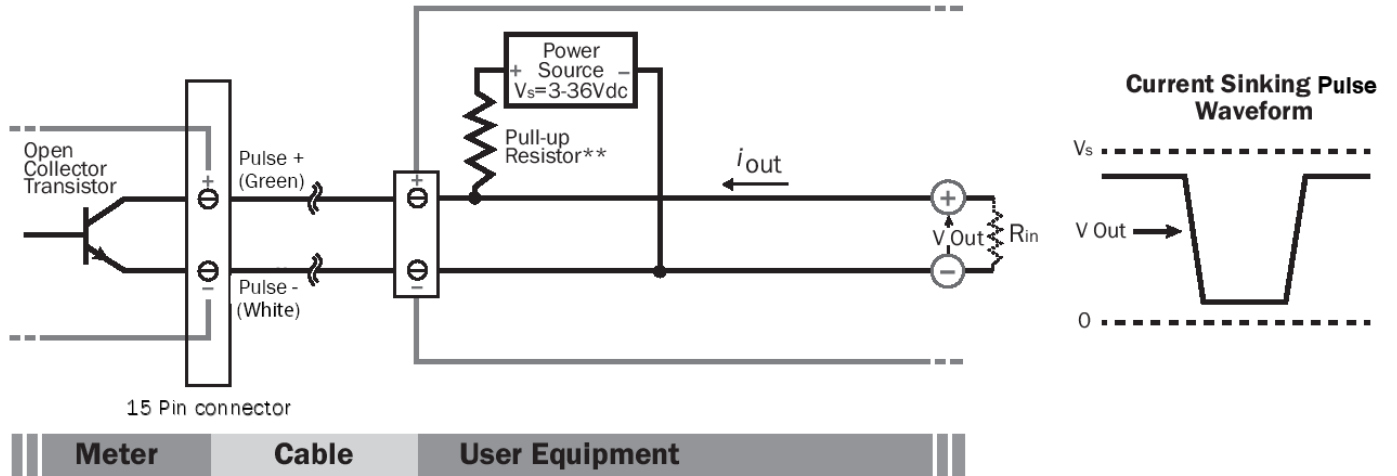 Power
+ Source -
Vs=3-36Vdc
Current Sinking Pulse
Waveform
Open
Collector
Transistor
+
Pulse +
(Green)
Pull-up
Resistor**
+
iout
Vs
+
V Out
Rin
V Out
-
Pulse -
(White)
-
-
0
15 Pin connector
Meter
Cable
User Equipment